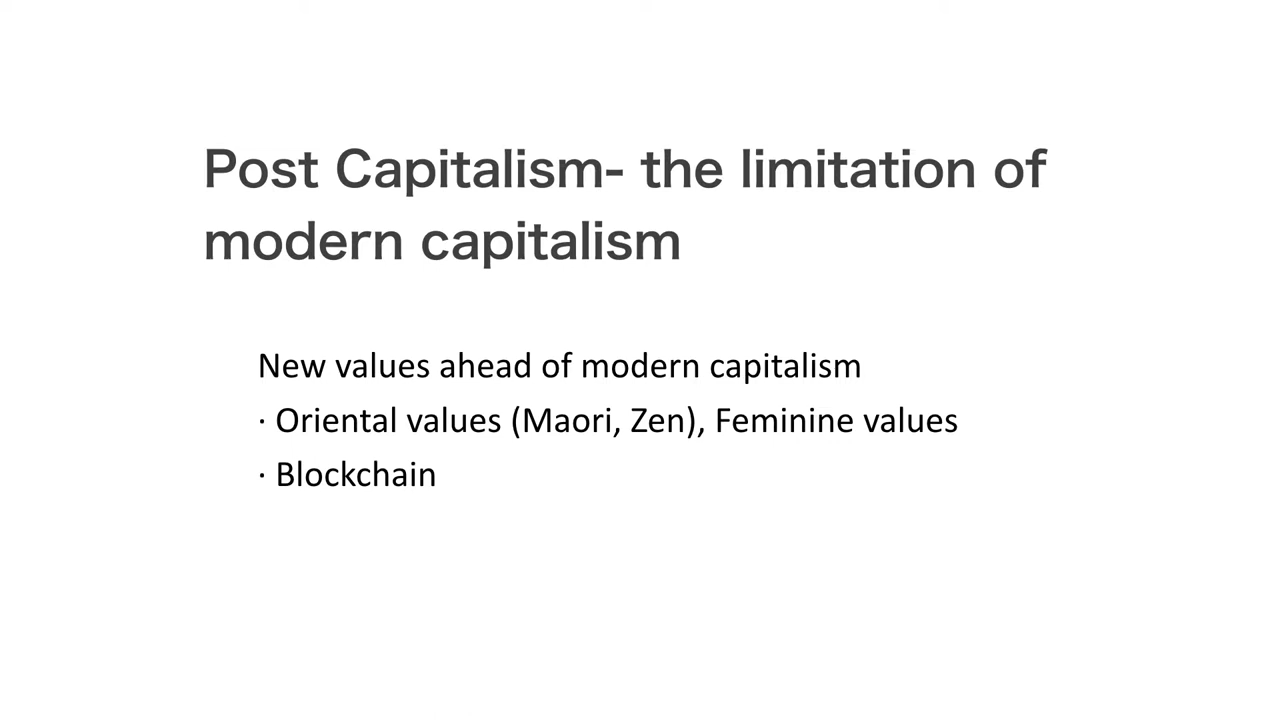 Post Capitalism- the limitation of
modern capitalism
New values ahead of modern capitalism
· Oriental values (Maori, Zen), Feminine values
· Blockchain